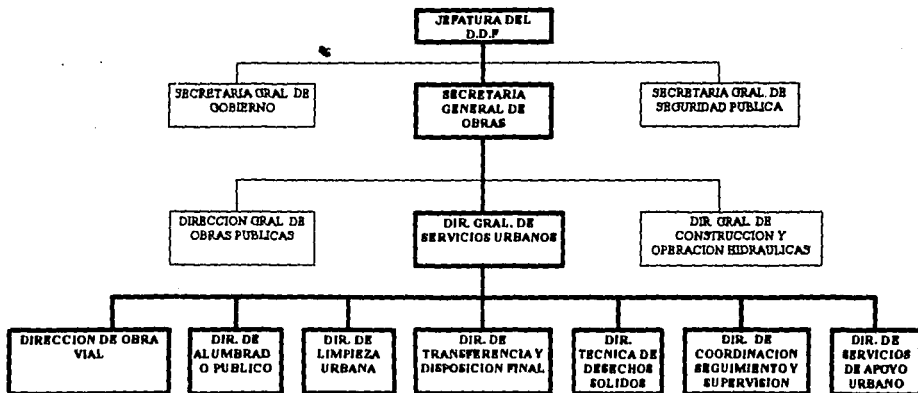 JEFATURA DEL
D.D.F
SECRETARIA GRAL DE
GOBIERNO
SECRETARIA
GENERAL DE
OBRAS
SECRETARIA GRAL. DE
SEGURIDAD PUBLICA
DIRECCION GRAL DE
OBRAS PUBLICAS
DIR. GRAL. DE
SERVICIOS URBANOS
DIR GRAL. DE
CONSTRUCCION Y
OPERACION HIDRAULICAS
DIRECCION DE OBRA
VIAL
DIR. DE
ALUMBRAD
O PUBLICO
DIR. DE
LIMPIEZA
URBANA
DIR. DE
TRANSFERENCIA Y
DISPOSICION FINAL
DIR.
TECNICA DE
DESECHOS
SOLIDOS
DIR. DE
COORDINACION
SEGUIMIENTO Y
SUPERVISION
DIR. DE
SERVICIOS
DE APOYO
URBANO